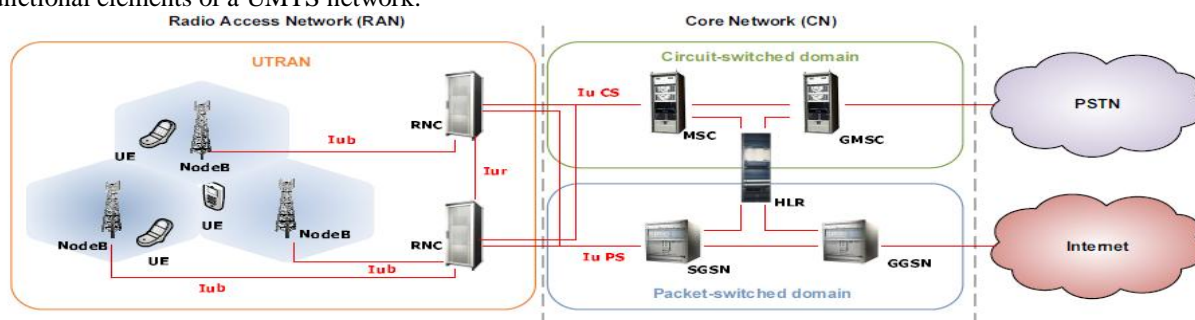 functional elements of a UMTS network.
Radio Access Network (RAN)
Core Network (CN)
UTRAN
Circuit-switched domain
Iu CS
RNC
MSC
GMSC
PSTN
UE
NodeB
Iub
Iur
HLR
NodeB
UE
UE
NodeB
RNC
Iub
Iub
Iu PS
SGSN
GGSN
Internet
Packet-switched domain